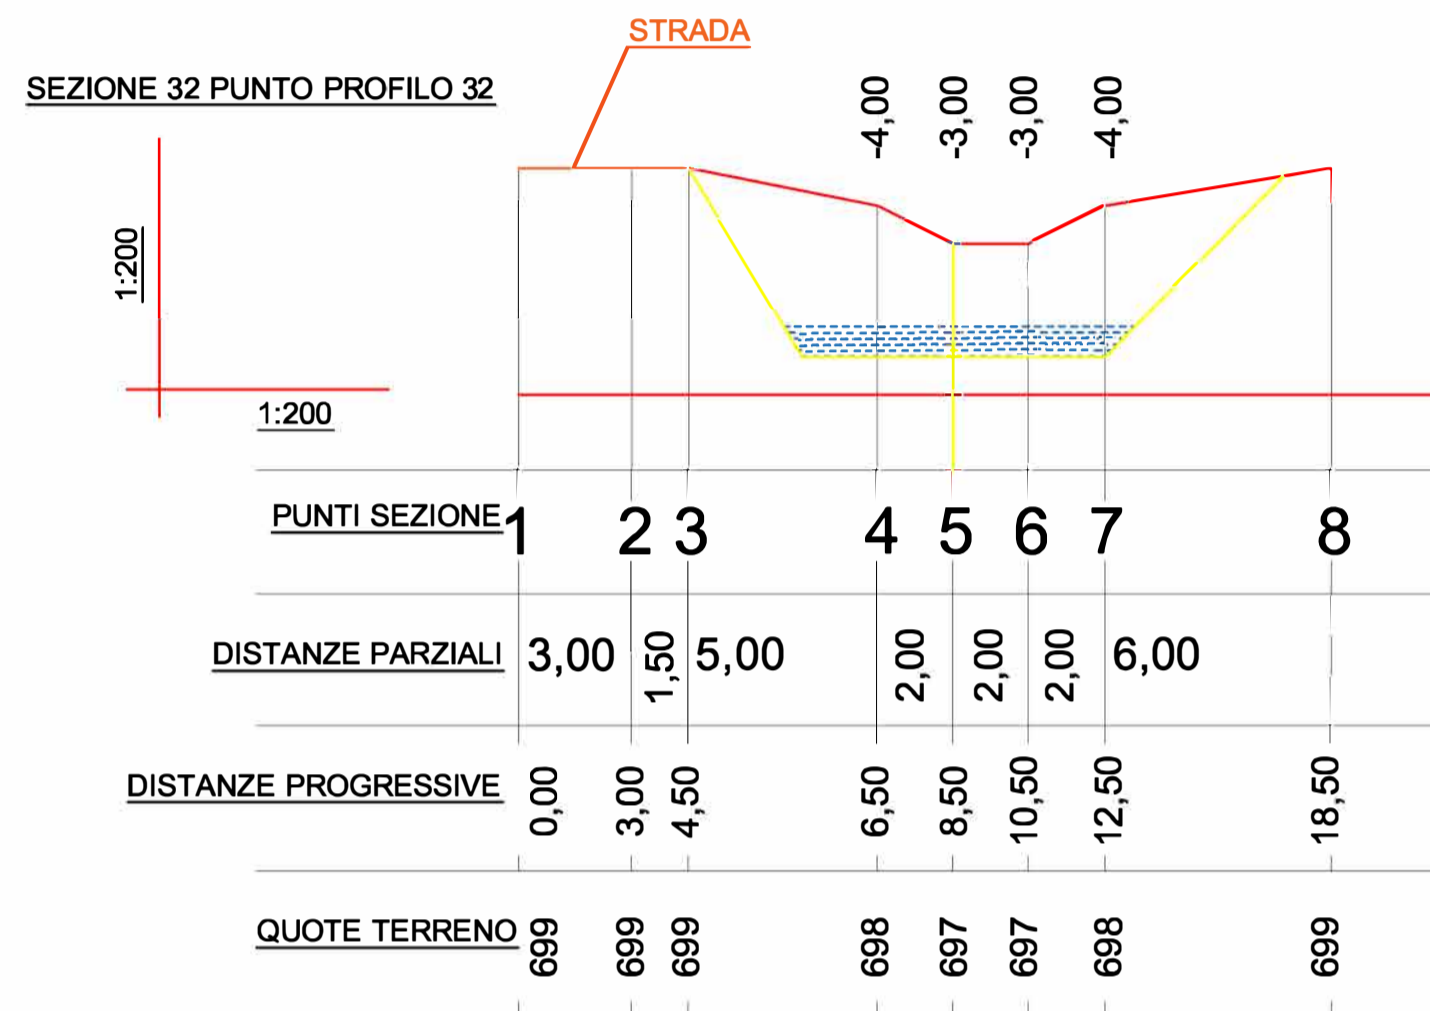 STRADA
SEZIONE 32 PUNTO PROFILO 32
-4,00 -3,00 -3,00 -4,00
1:200
1:200
PUNTI SEZIONE 1 2 3 4 5 6 7 8
DISTANZE PARZIALI 3,00 1,50 5,00 2,00 2,00 2,00 6,00
DISTANZE PROGRESSIVE 0,00 3,00 4,50 6,50 8,50 10,50 12,50 18,50
QUOTE TERRENO 699 699 699 698 697 697 698 699